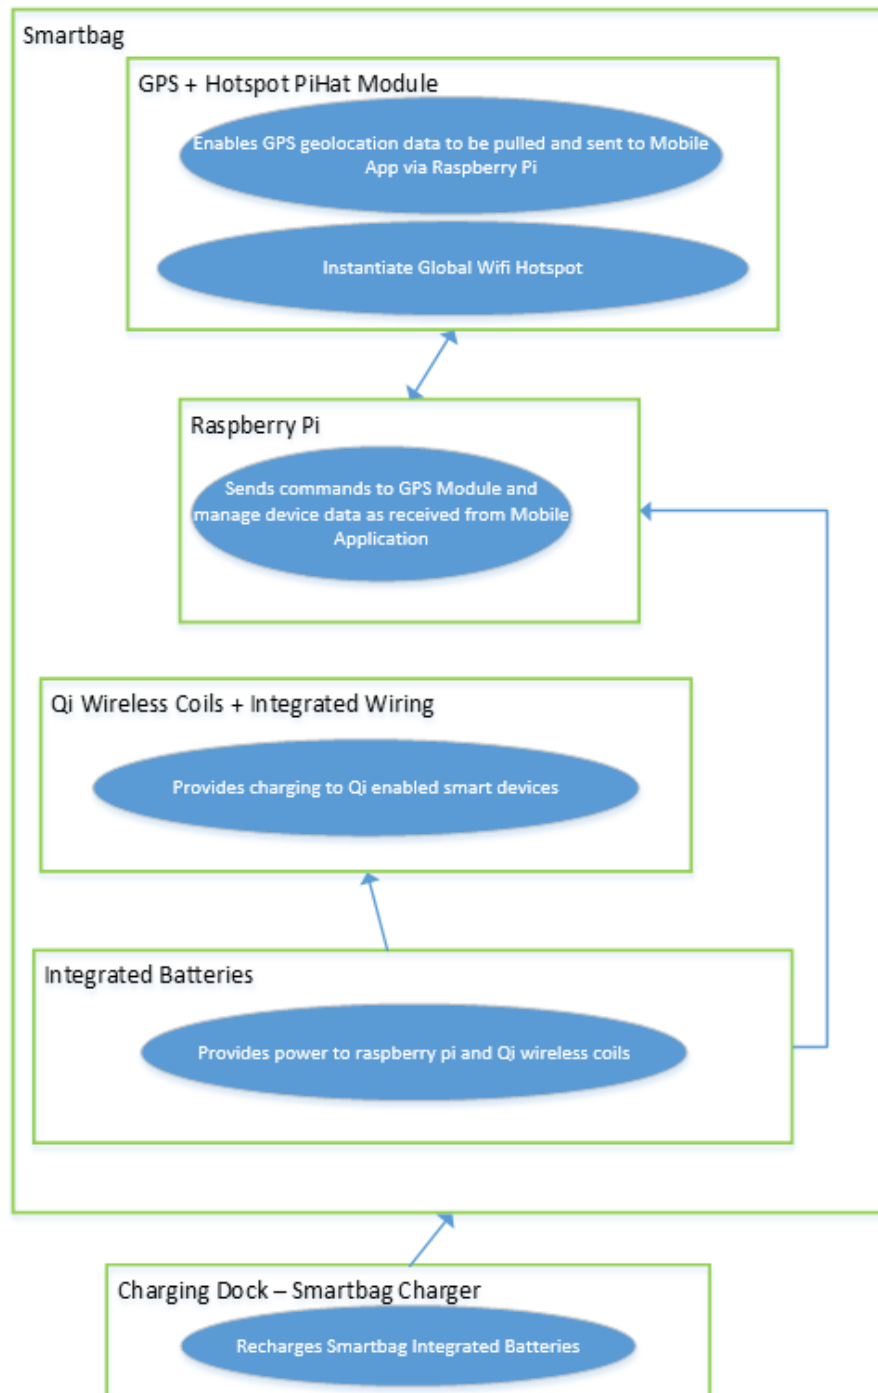 Smartbag
GPS + Hotspot PiHat Module
Enables GPS geolocation data to be pulled and sent to Mobile
App via Raspberry Pi
Instantiate Global Wifi Hotspot
Raspberry Pi
Sends commands to GPS Module and
manage device data as received from Mobile
Application
Qi Wireless Coils + Integrated Wiring
Provides charging to Qi enabled smart devices
Integrated Batteries
Provides power to raspberry pi and Qi wireless coils
Charging Dock – Smartbag Charger
Recharges Smartbag Integrated Batteries